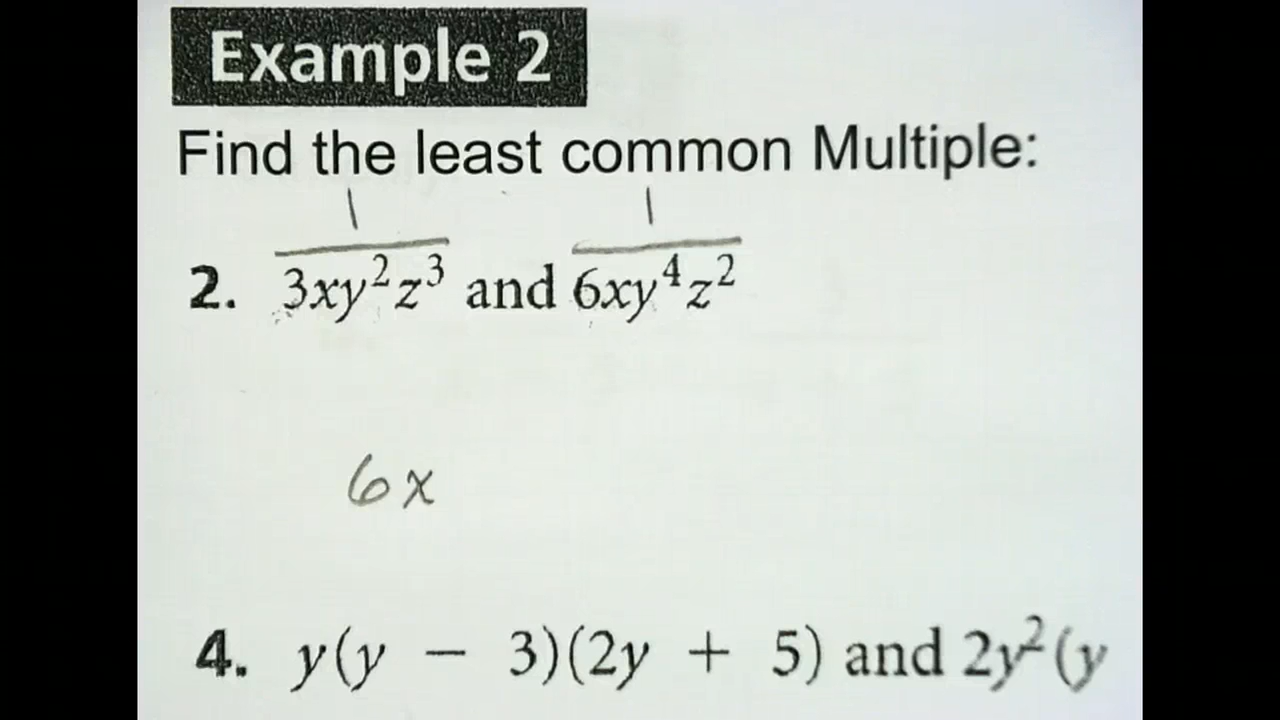 Example 2
Find the least common Multiple:
1 1
2. 3xy²z³ and 6xy⁴z²
6x
4. y(y − 3)(2y + 5) and 2y²(y